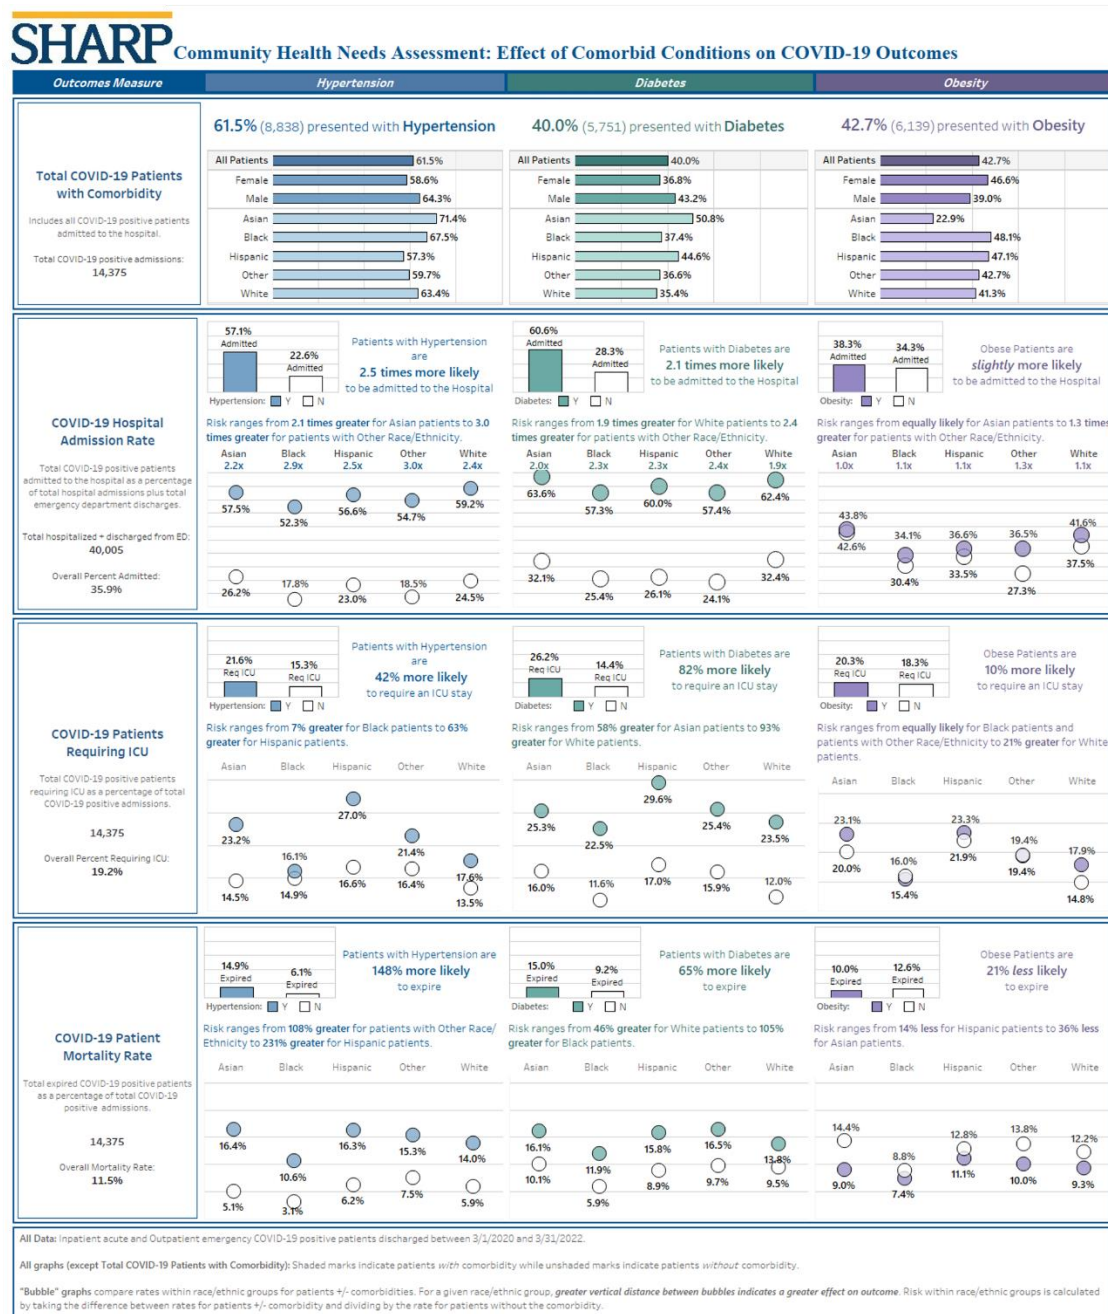 SHARP Community Health Needs Assessment: Effect of Comorbid Conditions on COVID-19 Outcomes
Outcomes Measure Hypertension Diabetes Obesity
Total COVID-19 Patients
with Comorbidity
Includes all COVID-19 positive patients
admitted to the hospital.
Total COVID-19 positive admissions:
14,375
61.5% (8,838) presented with Hypertension
All Patients 61.5%
Female 58.6%
Male 64.3%
Asian 71.4%
Black 67.5%
Hispanic 57.3%
Other 59.7%
White 63.4%
40.0% (5,751) presented with Diabetes
All Patients 40.0%
Female 36.8%
Male 43.2%
Asian 50.8%
Black 37.4%
Hispanic 44.6%
Other 36.6%
White 35.4%
42.7% (6,139) presented with Obesity
All Patients 42.7%
Female 46.6%
Male 39.0%
Asian 22.9%
Black 48.1%
Hispanic 47.1%
Other 42.7%
White 41.3%
COVID-19 Hospital
Admission Rate
Total COVID-19 positive patients
admitted to the hospital as a percentage
of total hospital admissions plus total
emergency department discharges.
Total hospitalized + discharged from ED:
40,005
Overall Percent Admitted:
35.9%
57.1%
Admitted
22.6%
Admitted
Hypertension: Y N
Patients with Hypertension
are
2.5 times more likely
to be admitted to the Hospital
Risk ranges from 2.1 times greater for Asian patients to 3.0
times greater for patients with Other Race/Ethnicity.
Asian Black Hispanic Other White
2.2x 2.9x 2.5x 3.0x 2.4x
57.5% 52.3% 56.6% 54.7% 59.2%
26.2% 17.8% 23.0% 18.5% 24.5%
60.6%
Admitted
28.3%
Admitted
Diabetes: Y N
Patients with Diabetes are
2.1 times more likely
to be admitted to the Hospital
Risk ranges from 1.9 times greater for White patients to 2.4
times greater for patients with Other Race/Ethnicity.
Asian Black Hispanic Other White
2.0x 2.3x 2.3x 2.4x 1.9x
63.6% 57.3% 60.0% 57.4% 62.4%
32.1% 25.4% 26.1% 24.1% 32.4%
38.3%
Admitted
34.3%
Admitted
Obesity: Y N
Obese Patients are
slightly more likely
to be admitted to the Hospital
Risk ranges from equally likely for Asian patients to 1.3 times
greater for patients with Other Race/Ethnicity.
Asian Black Hispanic Other White
1.0x 1.1x 1.1x 1.3x 1.1x
43.8% 34.1% 36.6% 36.5% 41.6%
42.6% 30.4% 33.5% 27.3% 37.5%
COVID-19 Patients
Requiring ICU
Total COVID-19 positive patients
requiring ICU as a percentage of total
COVID-19 positive admissions.
14,375
Overall Percent Requiring ICU:
19.2%
21.6%
Req ICU
15.3%
Req ICU
Hypertension: Y N
Patients with Hypertension
are
42% more likely
to require an ICU stay
Risk ranges from 7% greater for Black patients to 63%
greater for Hispanic patients.
Asian Black Hispanic Other White
23.2% 16.1% 27.0% 21.4% 17.6%
14.5% 14.9% 16.6% 16.4% 13.5%
26.2%
Req ICU
14.4%
Req ICU
Diabetes: Y N
Patients with Diabetes are
82% more likely
to require an ICU stay
Risk ranges from 58% greater for Asian patients to 93%
greater for White patients.
Asian Black Hispanic Other White
25.3% 22.5% 29.6% 25.4% 23.5%
16.0% 11.6% 17.0% 15.9% 12.0%
20.3%
Req ICU
18.3%
Req ICU
Obesity: Y N
Obese Patients are
10% more likely
to require an ICU stay
Risk ranges from equally likely for Black patients and
patients with Other Race/Ethnicity to 21% greater for White
patients.
Asian Black Hispanic Other White
23.1% 16.0% 23.3% 19.4% 17.9%
20.0% 15.4% 21.9% 19.4% 14.8%
COVID-19 Patient
Mortality Rate
Total expired COVID-19 positive patients
as a percentage of total COVID-19
positive admissions.
14,375
Overall Mortality Rate:
11.5%
14.9%
Expired
6.1%
Expired
Hypertension: Y N
Patients with Hypertension are
148% more likely
to expire
Risk ranges from 108% greater for patients with Other Race/
Ethnicity to 231% greater for Hispanic patients.
Asian Black Hispanic Other White
16.4% 10.6% 16.3% 15.3% 14.0%
5.1% 3.1% 6.2% 7.5% 5.9%
15.0%
Expired
9.2%
Expired
Diabetes: Y N
Patients with Diabetes are
65% more likely
to expire
Risk ranges from 46% greater for White patients to 105%
greater for Black patients.
Asian Black Hispanic Other White
16.1% 11.9% 15.8% 16.5% 13.8%
10.1% 5.9% 8.9% 9.7% 9.5%
10.0%
Expired
12.6%
Expired
Obesity: Y N
Obese Patients are
21% less likely
to expire
Risk ranges from 14% less for Hispanic patients to 36% less
for Asian patients.
Asian Black Hispanic Other White
14.4% 8.8% 12.8% 13.8% 12.2%
9.0% 7.4% 11.1% 10.0% 9.3%
All Data: Inpatient acute and Outpatient emergency COVID-19 positive patients discharged between 3/1/2020 and 3/31/2022.
All graphs (except Total COVID-19 Patients with Comorbidity): Shaded marks indicate patients with comorbidity while unshaded marks indicate patients without comorbidity.
"Bubble" graphs compare rates within race/ethnic groups for patients +/- comorbidities. For a given race/ethnic group, greater vertical distance between bubbles indicates a greater effect on outcome. Risk within race/ethnic groups is calculated
by taking the difference between rates for patients +/- comorbidity and dividing by the rate for patients without the comorbidity.